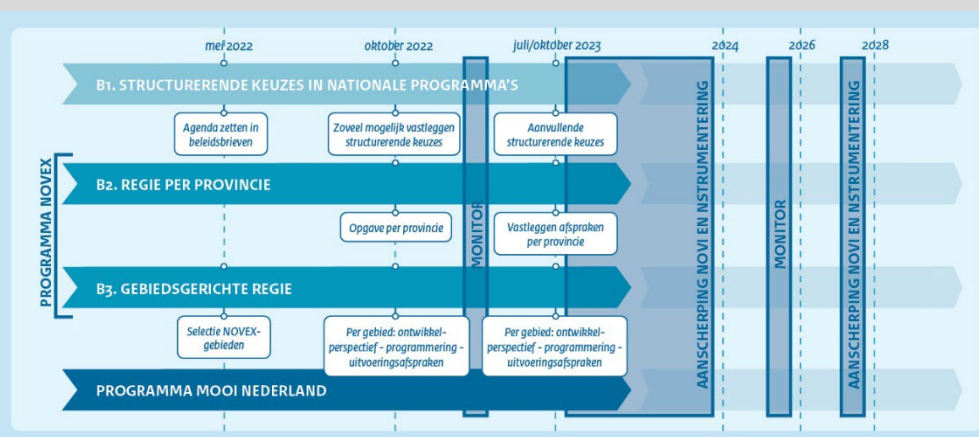 mei 2022
oktober 2022
juli/oktober 2023
2024
2026
2028
B1. STRUCTURERENDE KEUZES IN NATIONALE PROGRAMMA'S
Agenda zetten in
beleidsbrieven
Zoveel mogelijk vastleggen
structurerende keuzes
Aanvullende
structurerende keuzes
PROGRAMMA NOVEX
B2. REGIE PER PROVINCIE
Opgave per provincie
Vastleggen afspraken
per provincie
B3. GEBIEDSGERICHTE REGIE
Selectie NOVEX-
gebieden
Per gebied: ontwikkel-
perspectief - programmering -
uitvoeringsafspraken
Per gebied: ontwikkel-
perspectief - programmering -
uitvoeringsafspraken
PROGRAMMA MOOI NEDERLAND
MONITOR
AANSCHERPING NOVI EN NSTRUMENTERING
MONITOR
AANSCHERPING NOVI EN NSTRUMENTERING